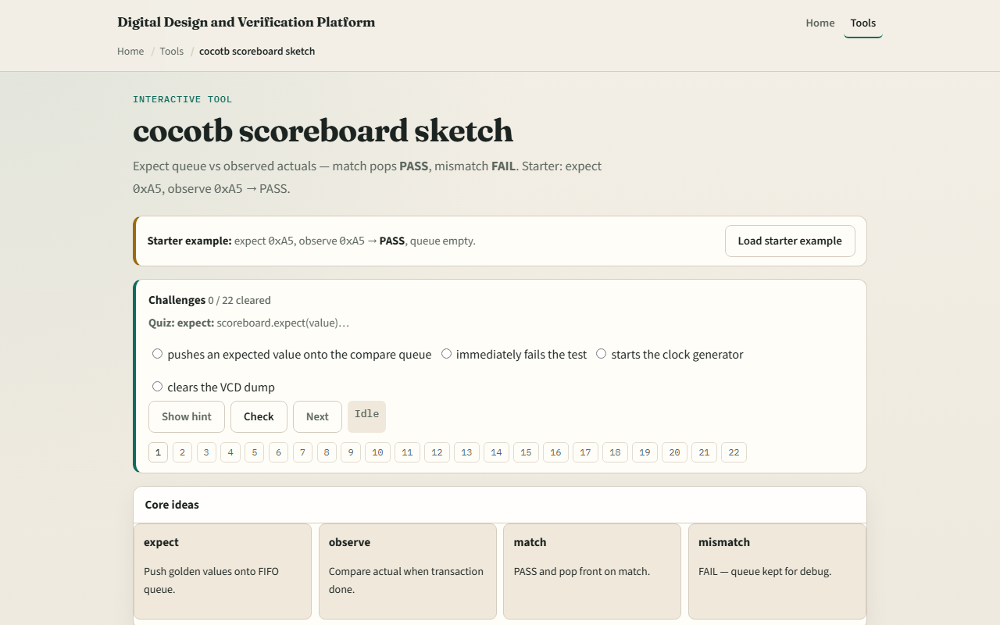 Digital Design and Verification Platform
Home
Tools
Home / Tools / cocotb scoreboard sketch
INTERACTIVE TOOL
cocotb scoreboard sketch
Expect queue vs observed actuals — match pops PASS, mismatch FAIL. Starter: expect
0xA5, observe 0xA5 → PASS.
Starter example: expect 0xA5, observe 0xA5 → PASS, queue empty.
Load starter example
Challenges 0 / 22 cleared
Quiz: expect: scoreboard.expect(value)…
pushes an expected value onto the compare queue
immediately fails the test
starts the clock generator
clears the VCD dump
Show hint
Check
Next
Idle
1 2 3 4 5 6 7 8 9 10 11 12 13 14 15 16 17 18 19 20 21 22
Core ideas
expect
Push golden values onto FIFO
queue.
observe
Compare actual when transaction
done.
match
PASS and pop front on match.
mismatch
FAIL — queue kept for debug.